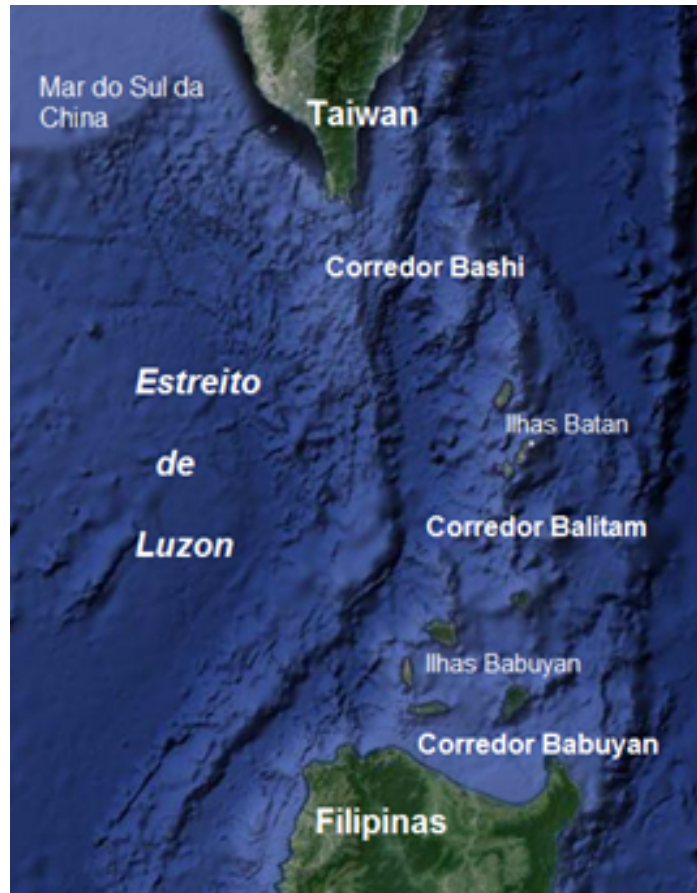 Mar do Sul da
China
Taiwan
Corredor Bashi
Estreito
Ilhas Batan
de
Corredor Balitam
Luzon
Ilhas Babuyan
Corredor Babuyan
Filipinas